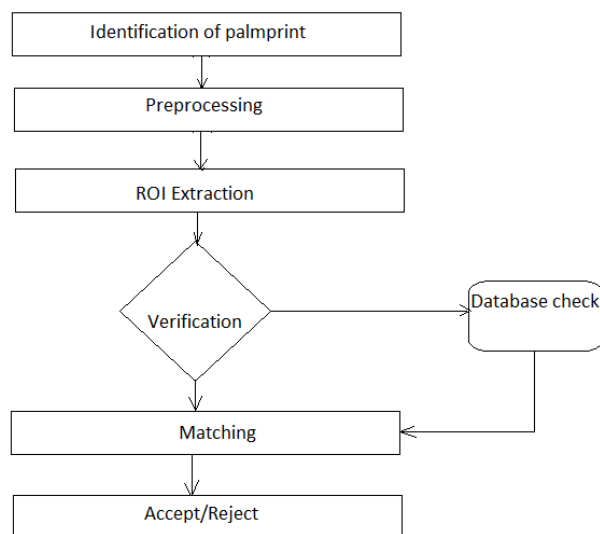 Identification of palmprint
Preprocessing
ROI Extraction
Verification
Database check
Matching
Accept/Reject